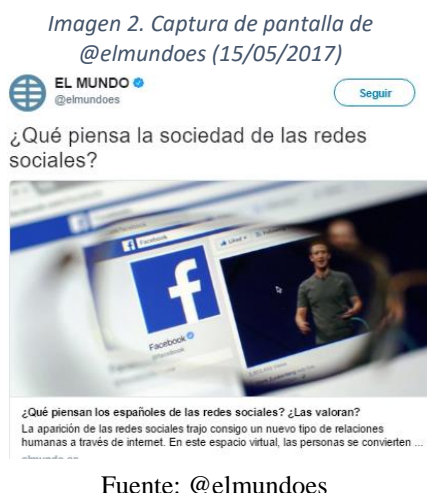 Imagen 2. Captura de pantalla de
@elmundoes (15/05/2017)
EL MUNDO
@elmundoes
Seguir
¿Qué piensa la sociedad de las redes
sociales?
Facebook
Liked
Facebook
@facebook
¿Qué piensan los españoles de las redes sociales? ¿Las valoran?
La aparición de las redes sociales trajo consigo un nuevo tipo de relaciones
humanas a través de internet. En este espacio virtual, las personas se convierten ...
Fuente: @elmundoes